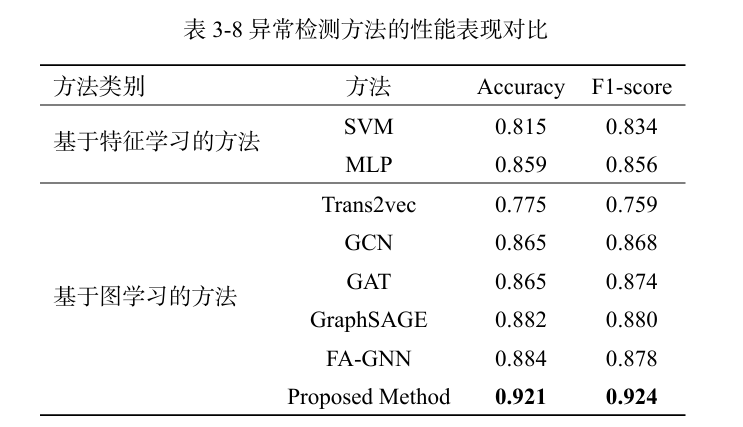 表 3-8 异常检测方法的性能表现对比
方法类别 方法 Accuracy F1-score
基于特征学习的方法
SVM 0.815 0.834
MLP 0.859 0.856
基于图学习的方法
Trans2vec 0.775 0.759
GCN 0.865 0.868
GAT 0.865 0.874
GraphSAGE 0.882 0.880
FA-GNN 0.884 0.878
Proposed Method 0.921 0.924